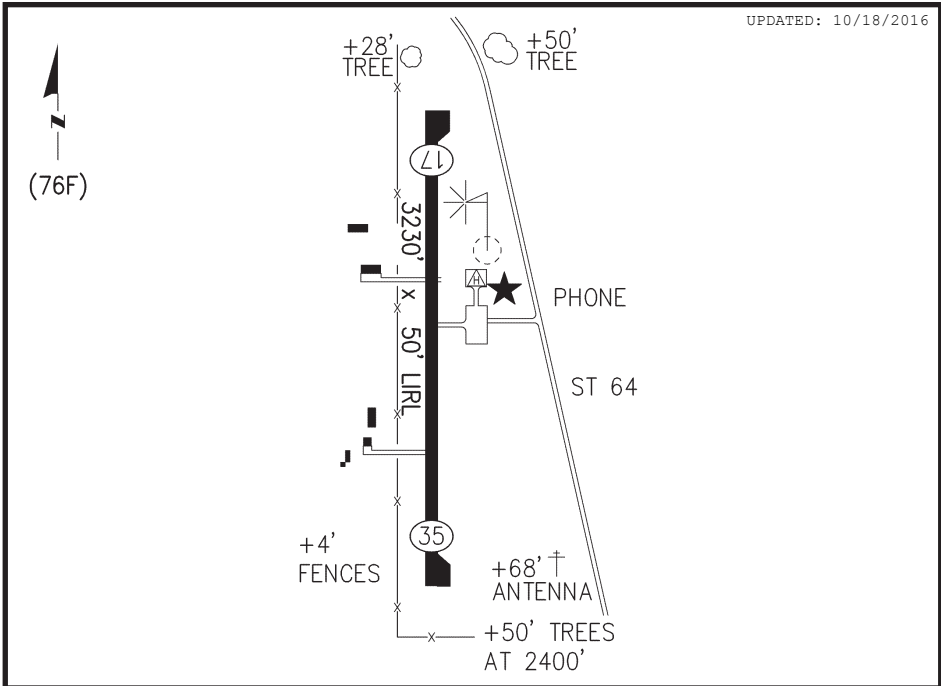 UPDATED: 10/18/2016
+28'
TREE
+50'
TREE
Z
(76F)
17
3230' x 50' LIRL
H
PHONE
ST 64
35
+4'
FENCES
+68'
ANTENNA
+50' TREES
AT 2400'